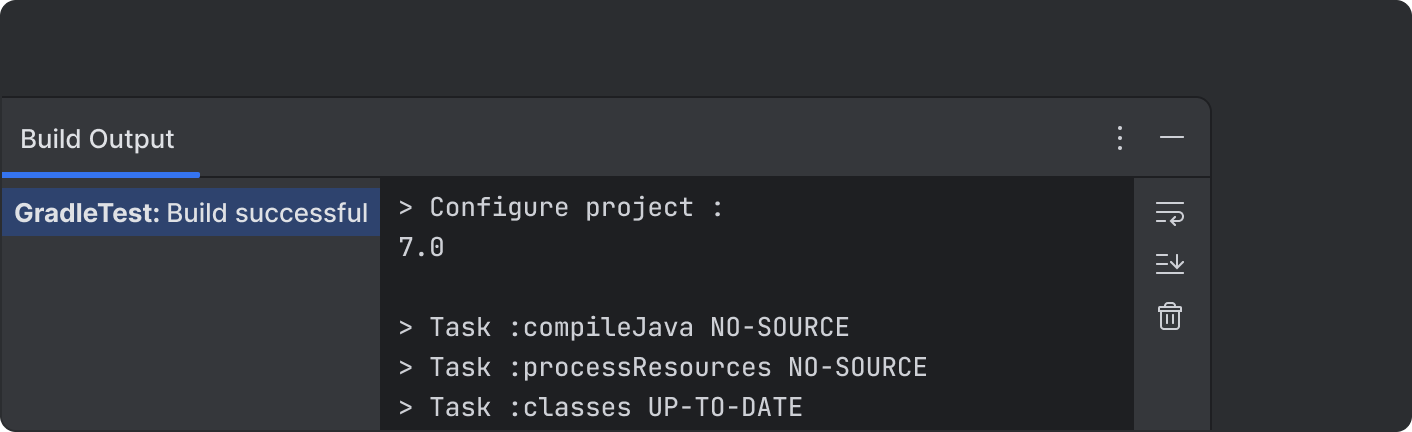 Build Output
GradleTest: Build successful
> Configure project :
7.0
> Task :compileJava NO-SOURCE
> Task :processResources NO-SOURCE
> Task :classes UP-TO-DATE